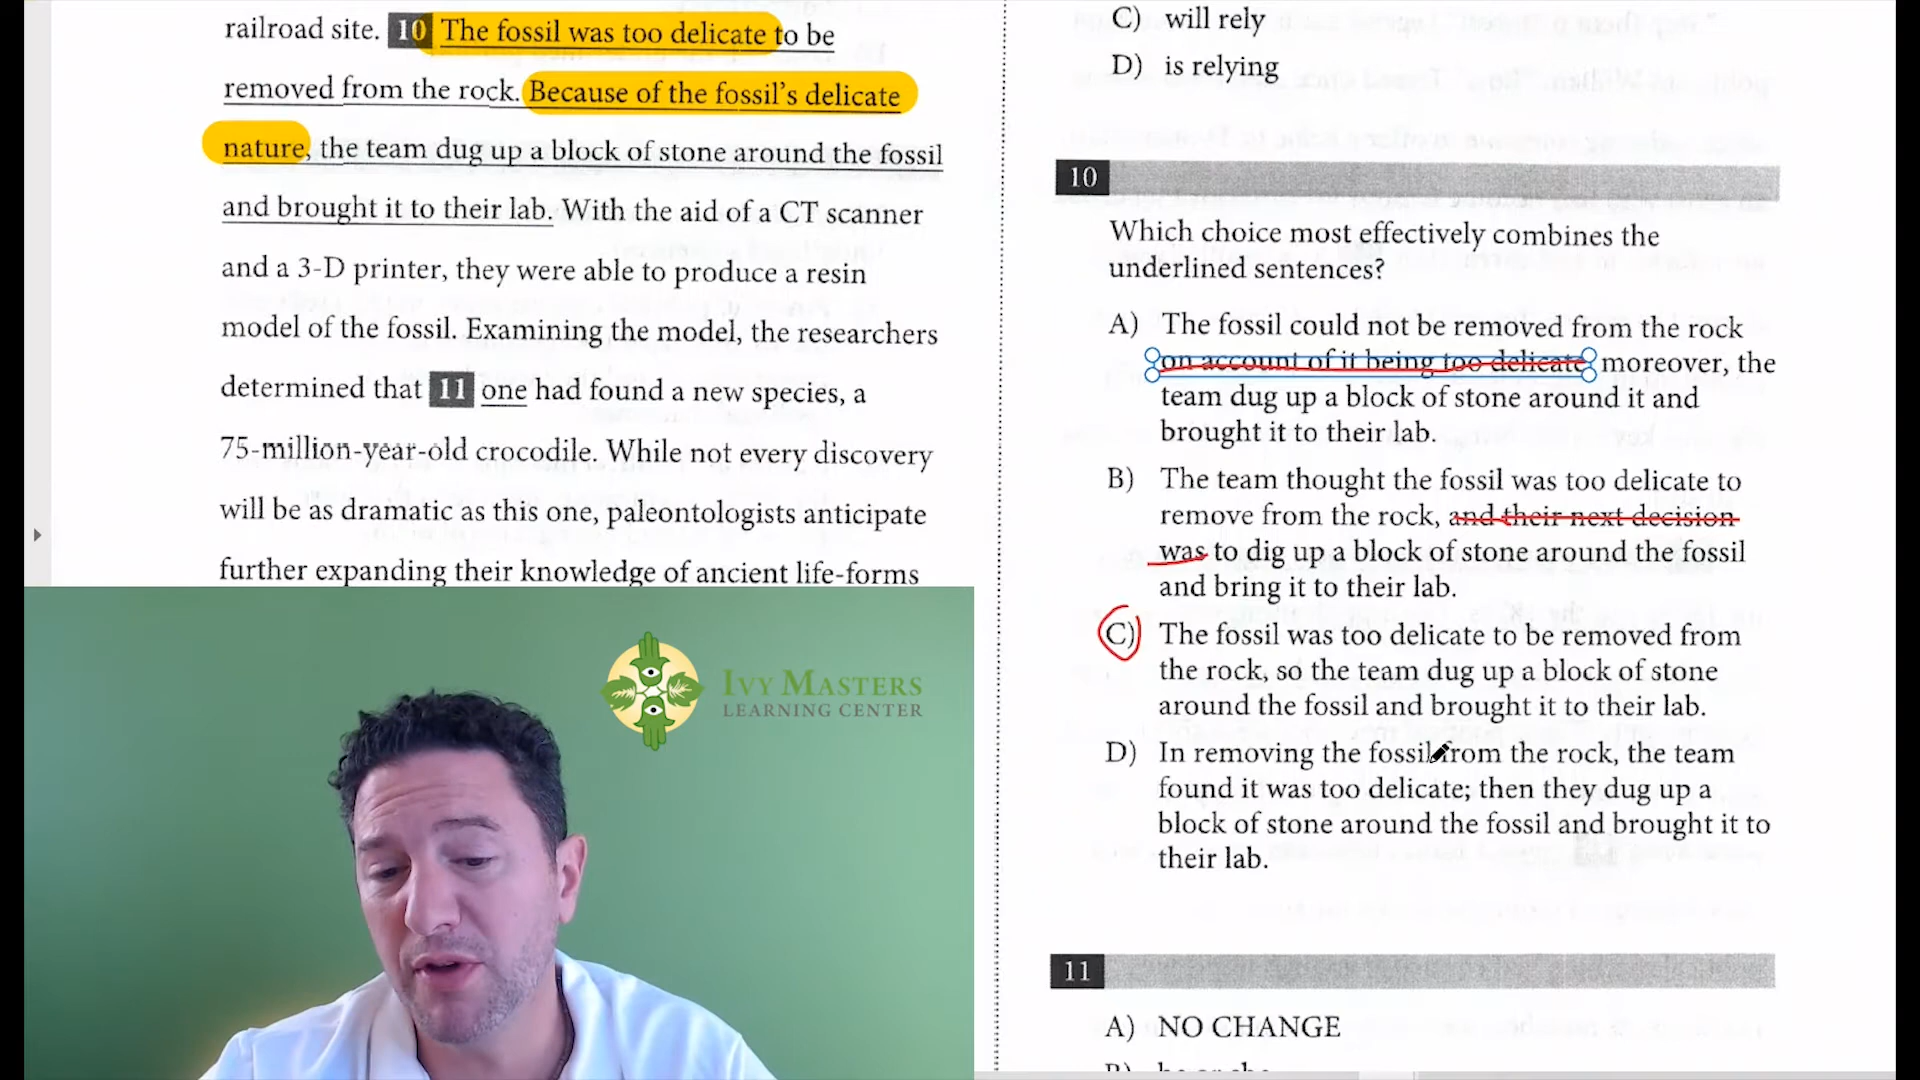 railroad site. 10 The fossil was too delicate to be
removed from the rock. Because of the fossil's delicate
nature, the team dug up a block of stone around the fossil
and brought it to their lab. With the aid of a CT scanner
and a 3-D printer, they were able to produce a resin
model of the fossil. Examining the model, the researchers
determined that 11 one had found a new species, a
75-million-year-old crocodile. While not every discovery
will be as dramatic as this one, paleontologists anticipate
further expanding their knowledge of ancient life-forms
IVY MASTERS
LEARNING CENTER
C) will rely
D) is relying
10
Which choice most effectively combines the
underlined sentences?
A) The fossil could not be removed from the rock
on account of it being too delicate moreover, the
team dug up a block of stone around it and
brought it to their lab.
B) The team thought the fossil was too delicate to
remove from the rock, and their next decision
was to dig up a block of stone around the fossil
and bring it to their lab.
C) The fossil was too delicate to be removed from
the rock, so the team dug up a block of stone
around the fossil and brought it to their lab.
D) In removing the fossil from the rock, the team
found it was too delicate; then they dug up a
block of stone around the fossil and brought it to
their lab.
11
A) NO CHANGE